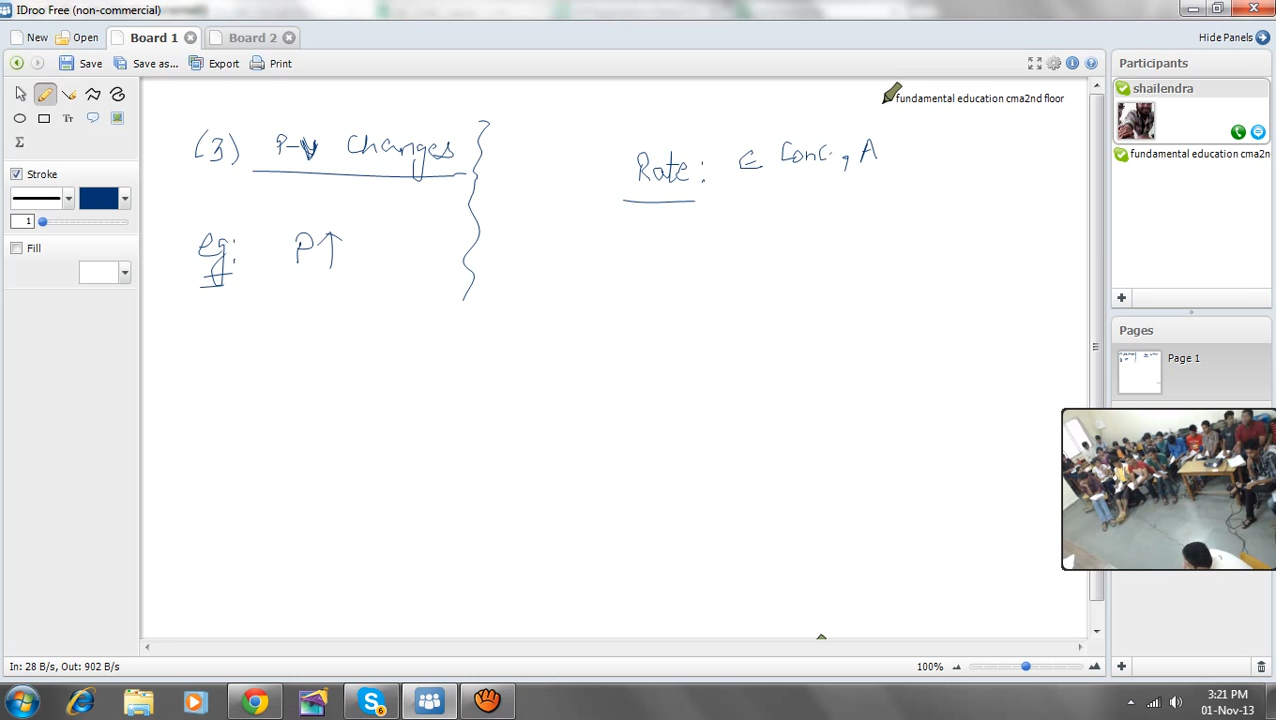 IDroo Free (non-commercial)
New Open Board 1 Board 2 Hide Panels
Save Save as... Export Print
Participants
shailendra
fundamental education cma2n
fundamental education cma2nd floor
(3) P-V Changes
Rate: ∈ Conc., A
eg: P↑
Tr
Σ
Stroke
1
Fill
Pages
Page 1
In: 28 B/s, Out: 902 B/s
100%
6
3:21 PM
01-Nov-13